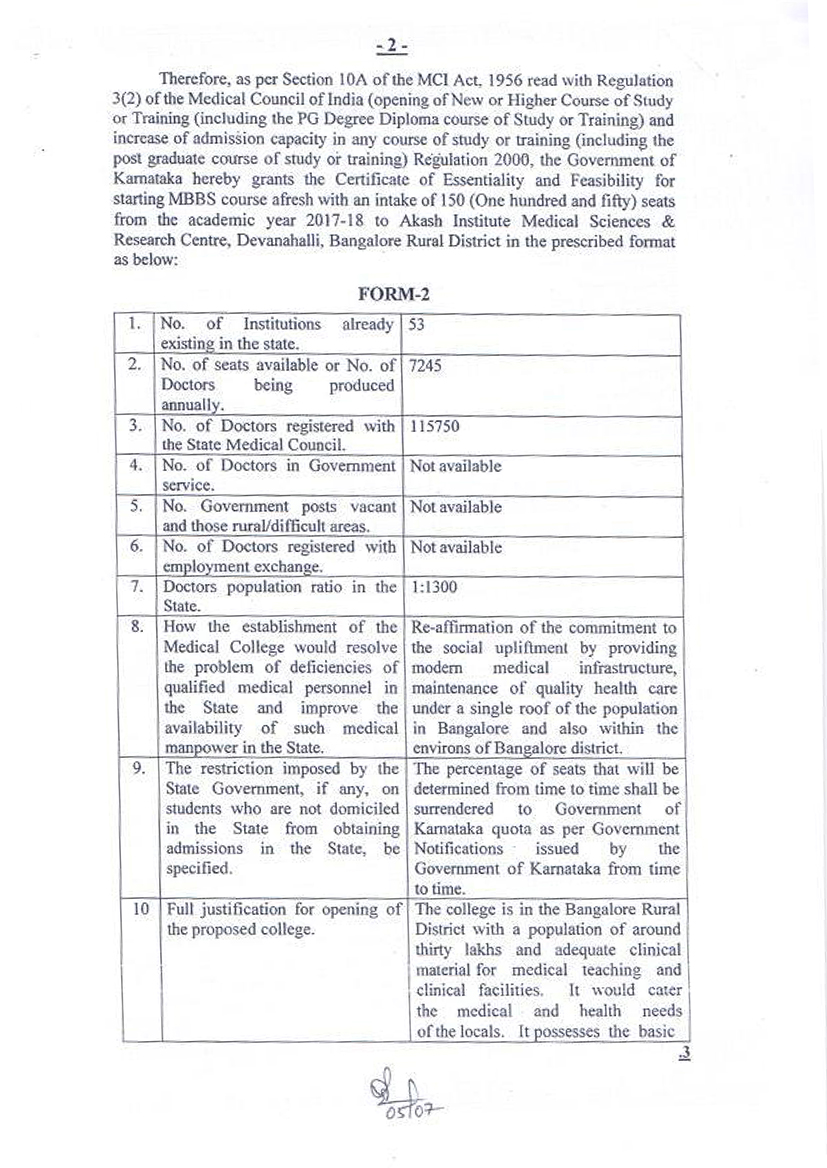 - 2 -
Therefore, as per Section 10A of the MCI Act, 1956 read with Regulation
3(2) of the Medical Council of India (opening of New or Higher Course of Study
or Training (including the PG Degree Diploma course of Study or Training) and
increase of admission capacity in any course of study or training (including the
post graduate course of study or training) Regulation 2000, the Government of
Karnataka hereby grants the Certificate of Essentiality and Feasibility for
starting MBBS course afresh with an intake of 150 (One hundred and fifty) seats
from the academic year 2017-18 to Akash Institute Medical Sciences &
Research Centre, Devanahalli, Bangalore Rural District in the prescribed format
as below:
FORM-2
1. No. of Institutions already 53
existing in the state.
2. No. of seats available or No. of 7245
Doctors being produced
annually.
3. No. of Doctors registered with 115750
the State Medical Council.
4. No. of Doctors in Government Not available
service.
5. No. Government posts vacant Not available
and those rural/difficult areas.
6. No. of Doctors registered with Not available
employment exchange.
7. Doctors population ratio in the 1:1300
State.
8. How the establishment of the Re-affirmation of the commitment to
Medical College would resolve the social upliftment by providing
the problem of deficiencies of modern medical infrastructure,
qualified medical personnel in maintenance of quality health care
the State and improve the under a single roof of the population
availability of such medical in Bangalore and also within the
manpower in the State. environs of Bangalore district.
9. The restriction imposed by the The percentage of seats that will be
State Government, if any, on determined from time to time shall be
students who are not domiciled surrendered to Government of
in the State from obtaining Karnataka quota as per Government
admissions in the State, be Notifications issued by the
specified. Government of Karnataka from time
to time.
10 Full justification for opening of The college is in the Bangalore Rural
the proposed college. District with a population of around
thirty lakhs and adequate clinical
material for medical teaching and
clinical facilities. It would cater
the medical and health needs
of the locals. It possesses the basic
.3
05/07